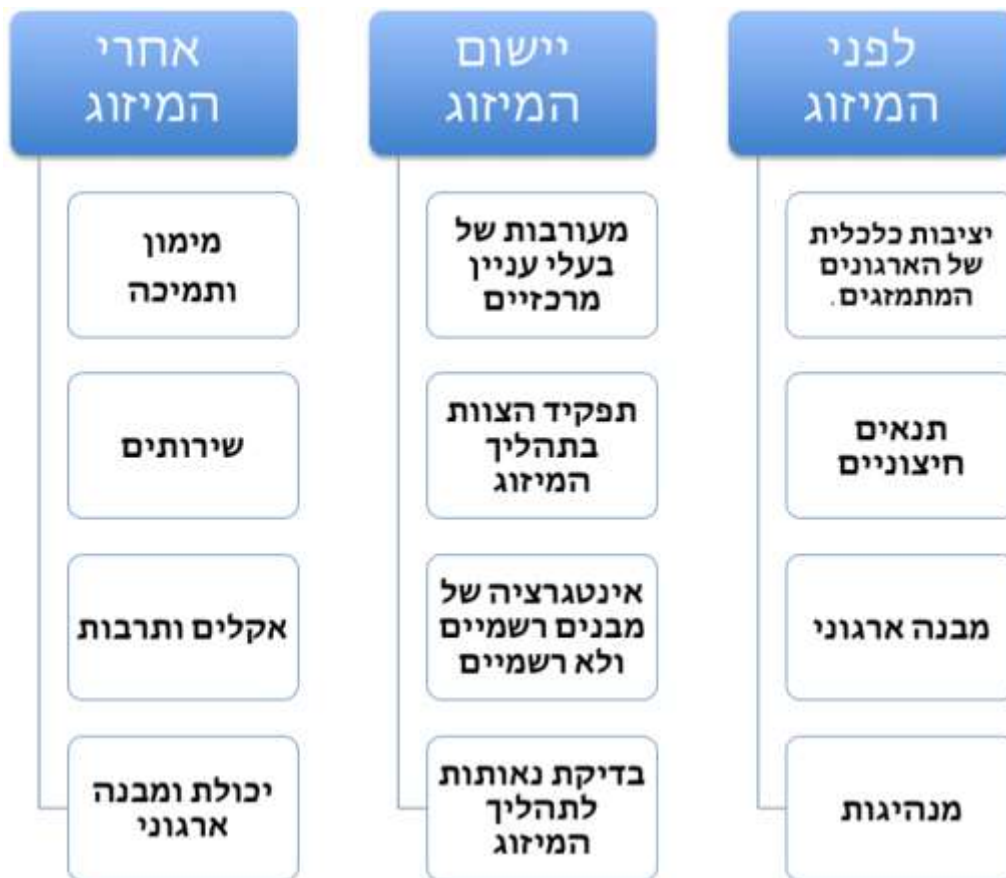 לפני
המיזוג
יציבות כלכלית
של הארגונים
המתמזגים.
תנאים
חיצוניים
מבנה ארגוני
מנהיגות
יישום
המיזוג
מעורבות של
בעלי עניין
מרכזיים
תפקיד הצוות
בתהליך
המיזוג
אינטגרציה של
מבנים רשמיים
ולא רשמיים
בדיקת נאותות
לתהליך
המיזוג
אחרי
המיזוג
מימון
ותמיכה
שירותים
אקלים ותרבות
יכולת ומבנה
ארגוני